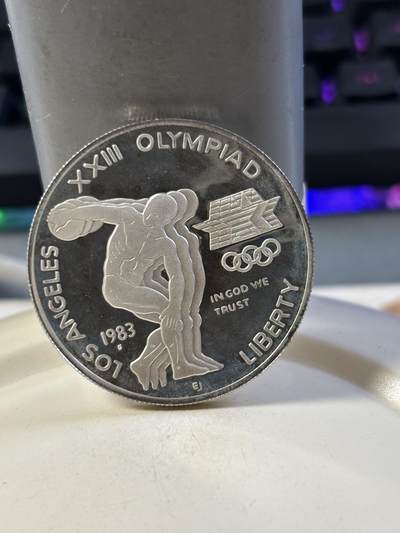 LOS ANGELES XXIII OLYMPIAD
IN GOD WE
TRUST
LIBERTY
1983
EJ